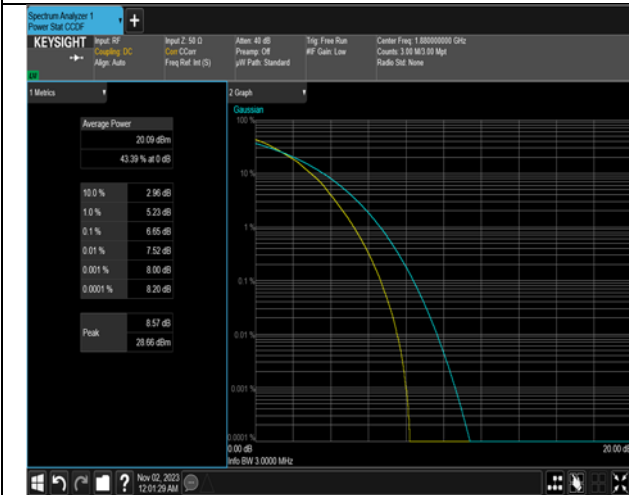 Spectrum Analyzer 1
Power Stat CCDF
+
KEYSIGHT
Input: RF
Coupling: DC
Align: Auto
Input Z: 50 Ω
Corr CCorr
Freq Ref: Int (S)
Atten: 40 dB
Preamp: Off
µW Path: Standard
Trig: Free Run
#IF Gain: Low
Center Freq: 1.880000000 GHz
Counts: 3.00 M/3.00 Mpt
Radio Std: None
1 Metrics
Average Power
20.09 dBm
43.39 % at 0 dB
10.0 % 2.96 dB
1.0 % 5.23 dB
0.1 % 6.65 dB
0.01 % 7.52 dB
0.001 % 8.00 dB
0.0001 % 8.20 dB
Peak
8.57 dB
28.66 dBm
2 Graph
Gaussian
100 %
10 %
1 %
0.1 %
0.01 %
0.001 %
0.0001 %
0.00 dB
20.00 dB
Info BW 3.0000 MHz
?
Nov 02, 2023
12:01:29 AM